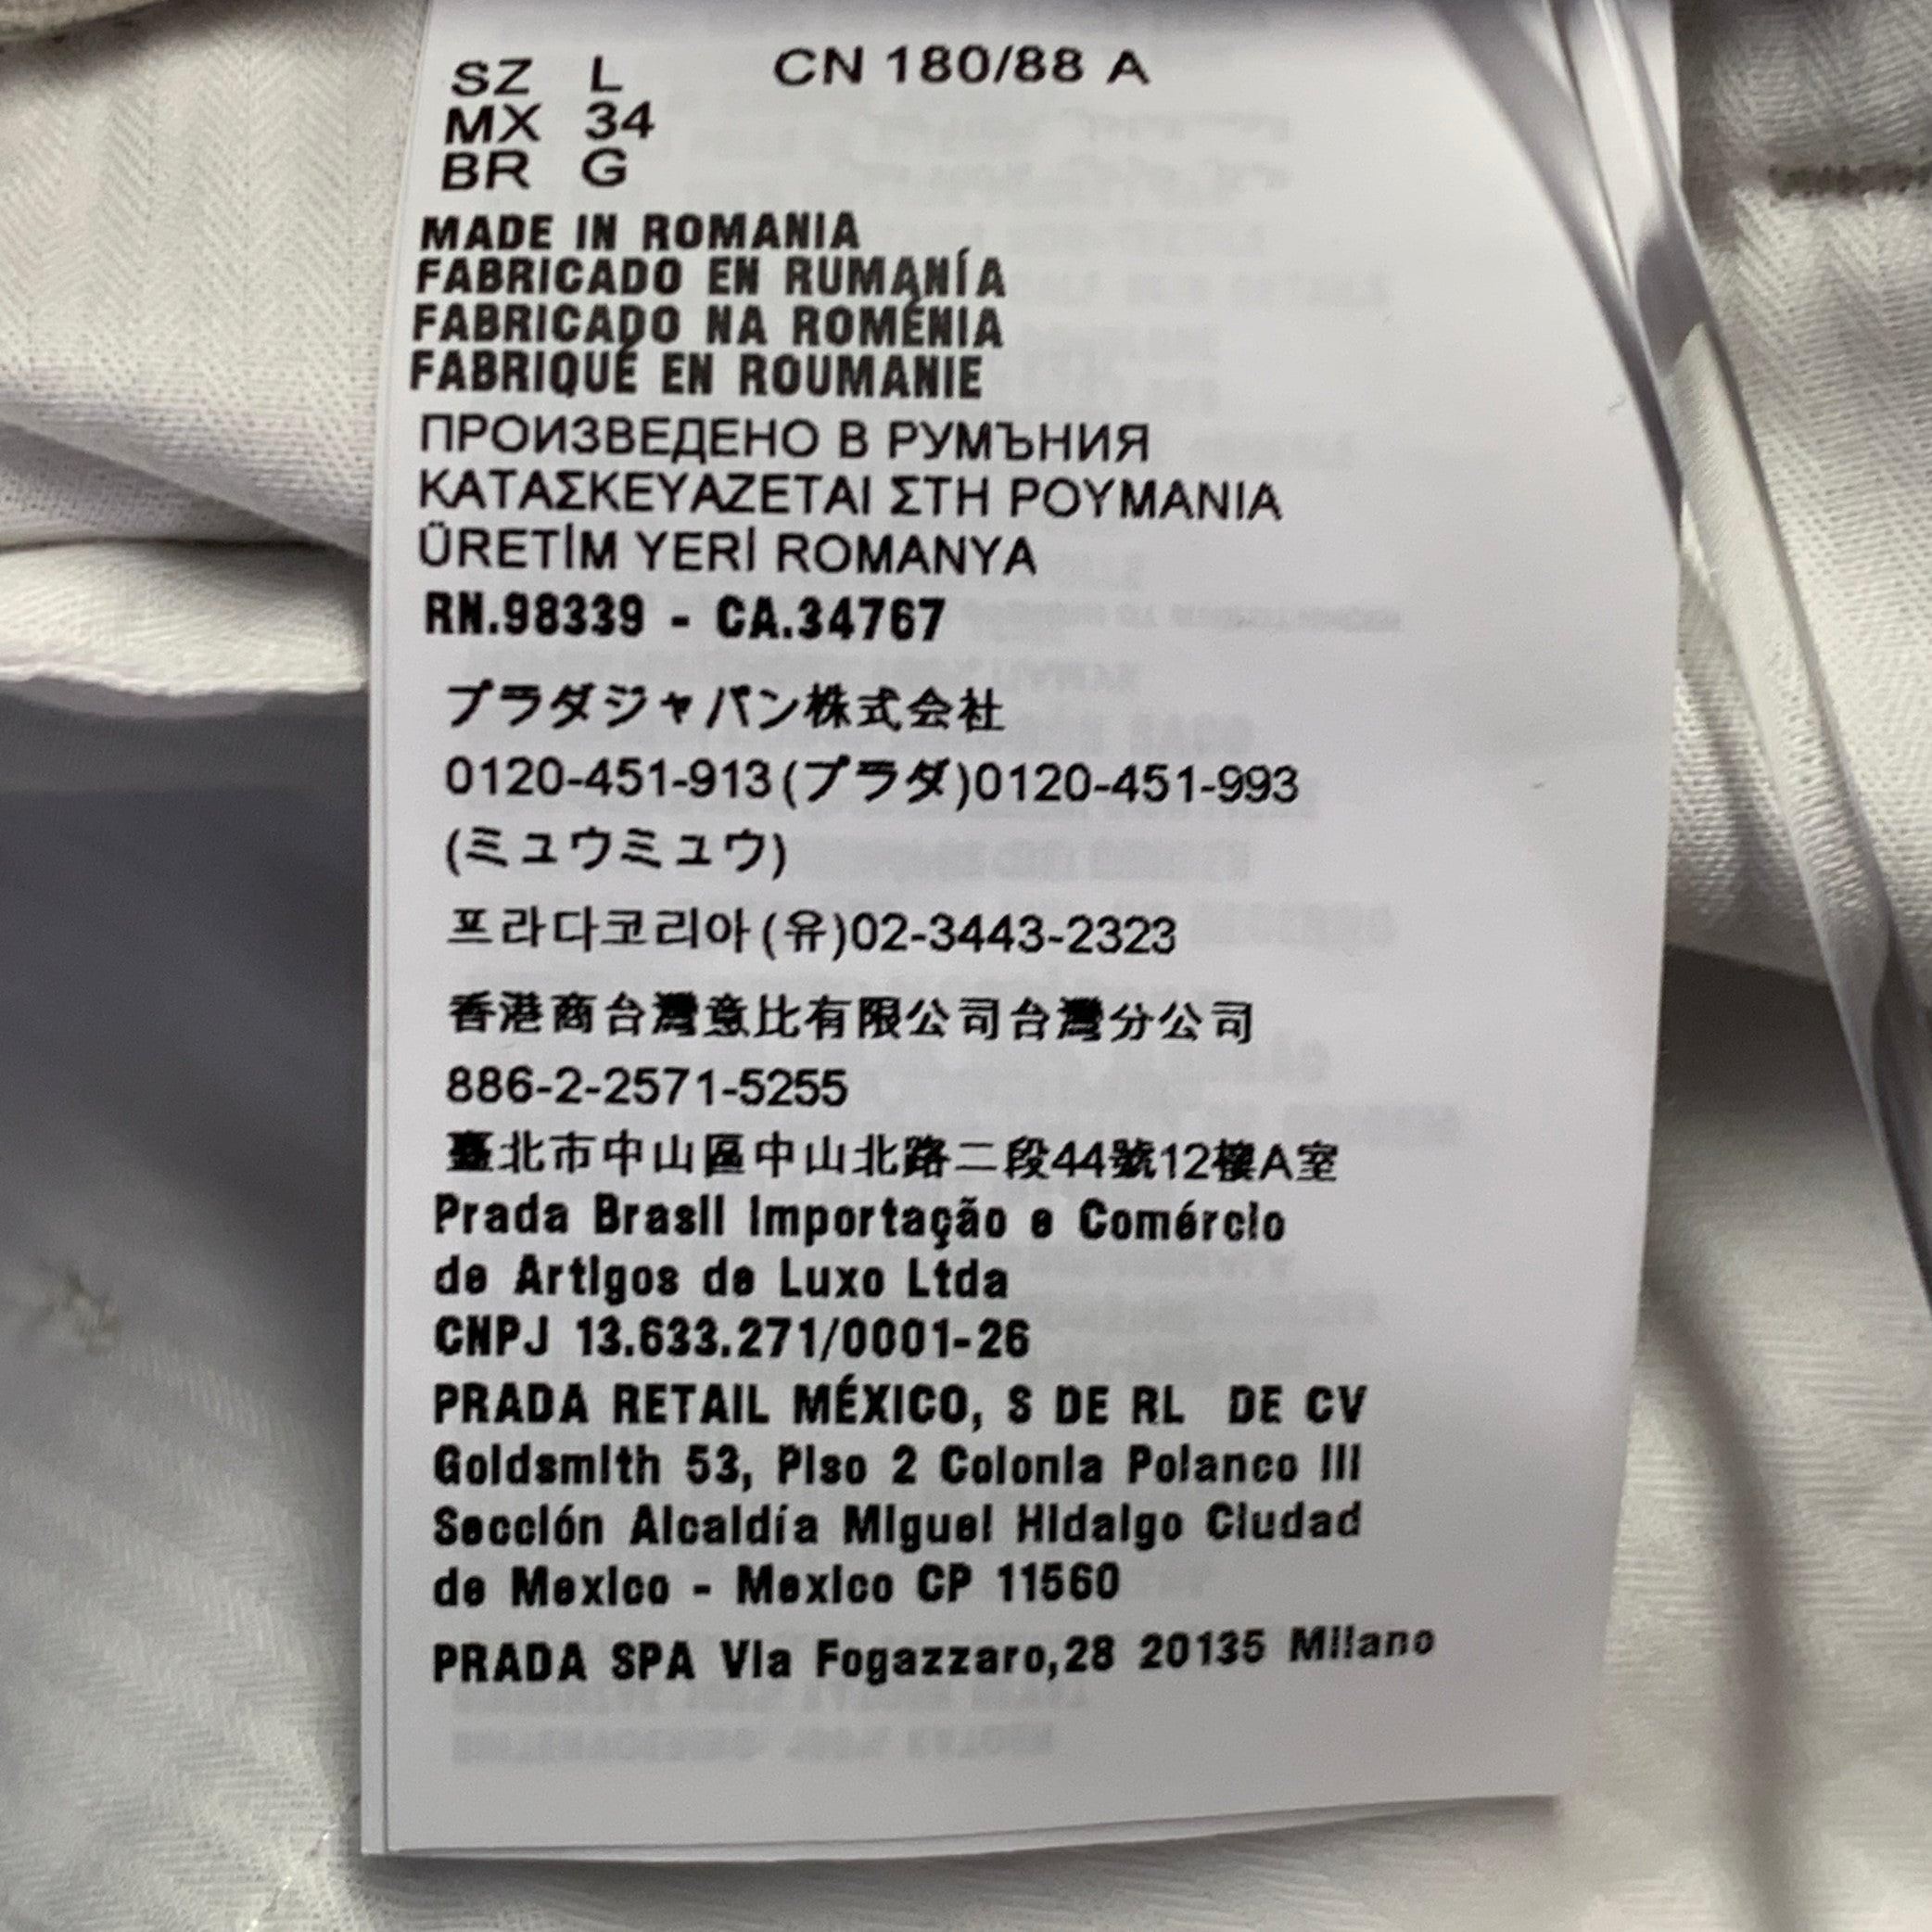 SZ L CN 180/88 A
MX 34
BR G
MADE IN ROMANIA
FABRICADO EN RUMANÍA
FABRICADO NA ROMÉNIA
FABRIQUÉ EN ROUMANIE
ПРОИЗВЕДЕНО В РУМЪНИЯ
ΚΑΤΑΣΚΕΥΑΖΕΤΑΙ ΣΤΗ ΡΟΥΜΑΝΙΑ
ÜRETİM YERİ ROMANYA
RN.98339 - CA.34767
プラダジャパン株式会社
0120-451-913(プラダ)0120-451-993
(ミュウミュウ)
프라다코리아(유)02-3443-2323
香港商台灣意比有限公司台灣分公司
886-2-2571-5255
臺北市中山區中山北路二段44號12樓A室
Prada Brasil Importação e Comércio
de Artigos de Luxo Ltda
CNPJ 13.633.271/0001-26
PRADA RETAIL MÉXICO, S DE RL DE CV
Goldsmith 53, Piso 2 Colonia Polanco III
Sección Alcaldía Miguel Hidalgo Ciudad
de Mexico - Mexico CP 11560
PRADA SPA Via Fogazzaro,28 20135 Milano